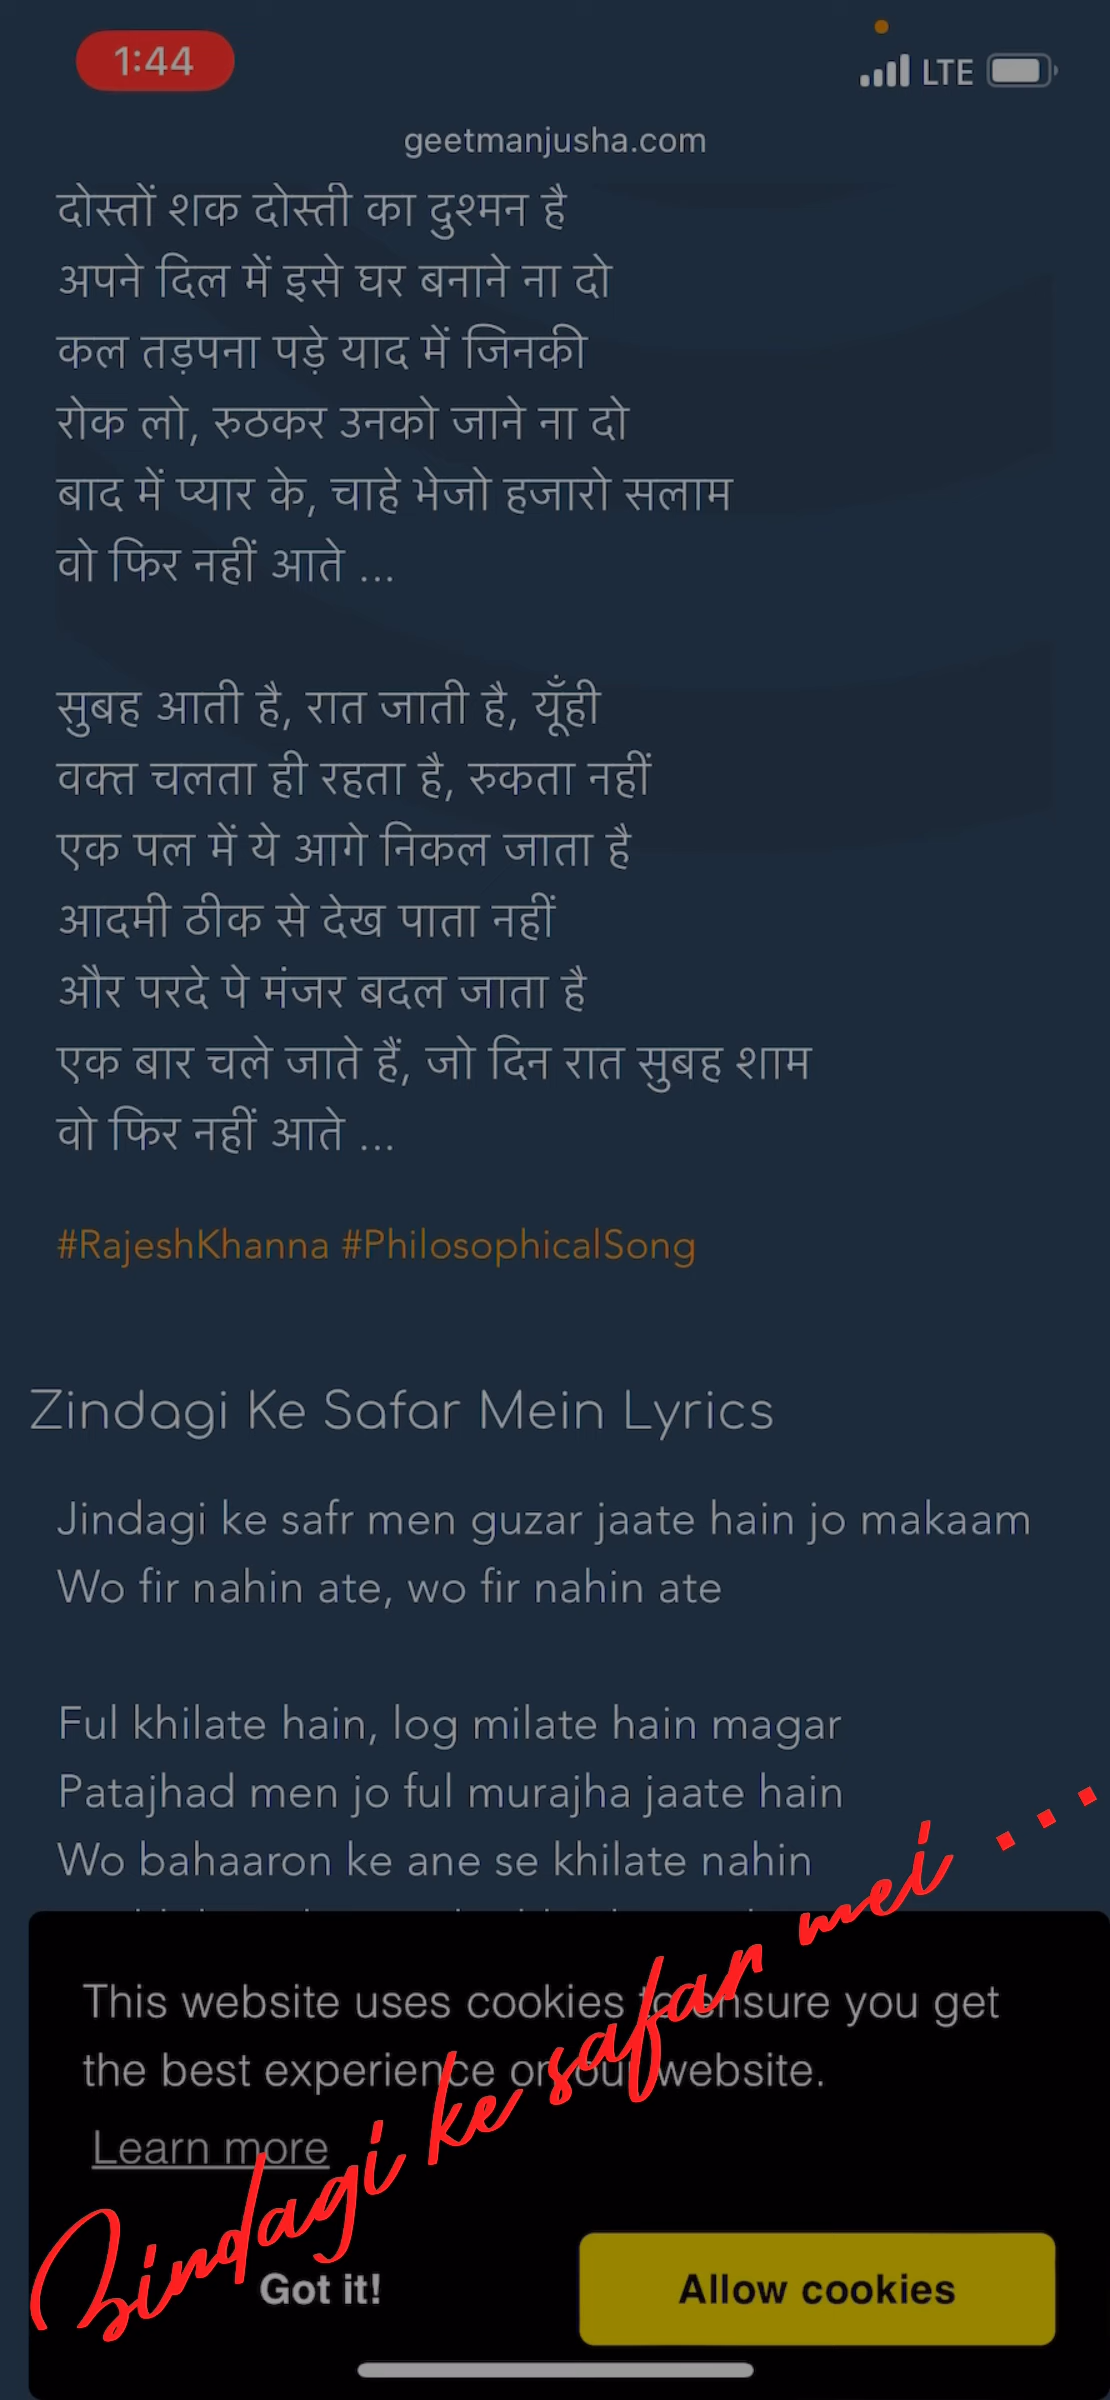 1:44
LTE
geetmanjusha.com
दोस्तों शक दोस्ती का दुश्मन है
अपने दिल में इसे घर बनाने ना दो
कल तड़पना पड़े याद में जिनकी
रोक लो, रुठकर उनको जाने ना दो
बाद में प्यार के, चाहे भेजो हजारो सलाम
वो फिर नहीं आते ...
सुबह आती है, रात जाती है, यूँही
वक्त चलता ही रहता है, रुकता नहीं
एक पल में ये आगे निकल जाता है
आदमी ठीक से देख पाता नहीं
और परदे पे मंजर बदल जाता है
एक बार चले जाते हैं, जो दिन रात सुबह शाम
वो फिर नहीं आते ...
#RajeshKhanna #PhilosophicalSong
Zindagi Ke Safar Mein Lyrics
Jindagi ke safr men guzar jaate hain jo makaam
Wo fir nahin ate, wo fir nahin ate
Ful khilate hain, log milate hain magar
Patajhad men jo ful murajha jaate hain
Wo bahaaron ke ane se khilate nahin
This website uses cookies to ensure you get
the best experience on our website.
Learn more
Got it!
Allow cookies
Zindagi ke safar mei ...